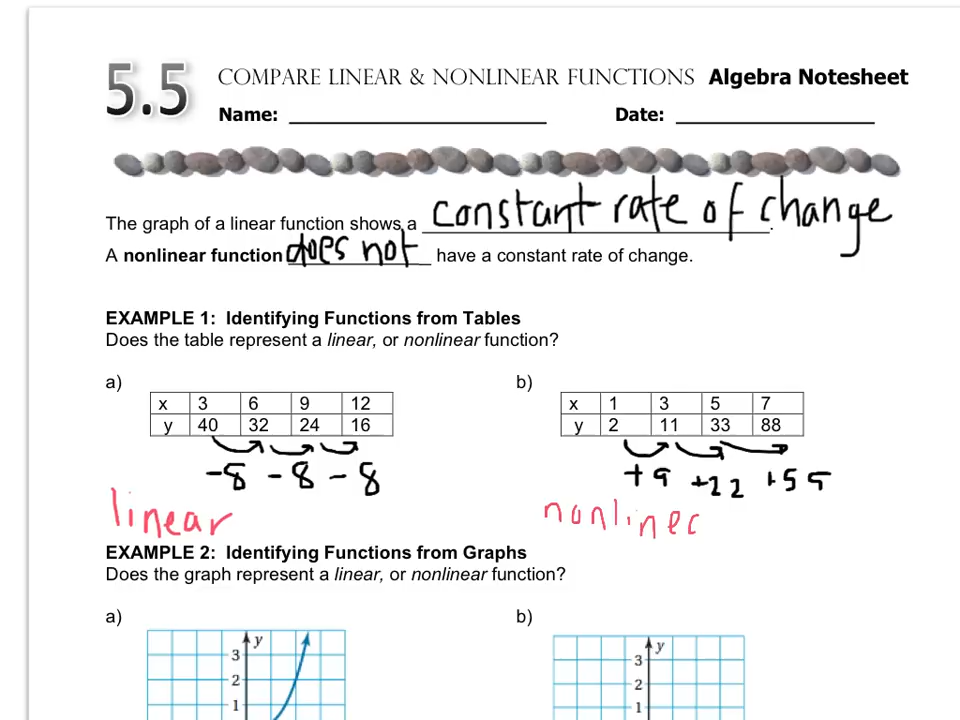 5.5 COMPARE LINEAR & NONLINEAR FUNCTIONS Algebra Notesheet
Name: Date:
The graph of a linear function shows a constant rate of change.
A nonlinear function does not have a constant rate of change.
EXAMPLE 1: Identifying Functions from Tables
Does the table represent a linear, or nonlinear function?
a) b)
x 3 6 9 12 x 1 3 5 7
y 40 32 24 16 y 2 11 33 88
-8 -8 -8 +9 +22 +55
linear nonlinec
EXAMPLE 2: Identifying Functions from Graphs
Does the graph represent a linear, or nonlinear function?
a) b)
y y
3 3
2 2
1 1